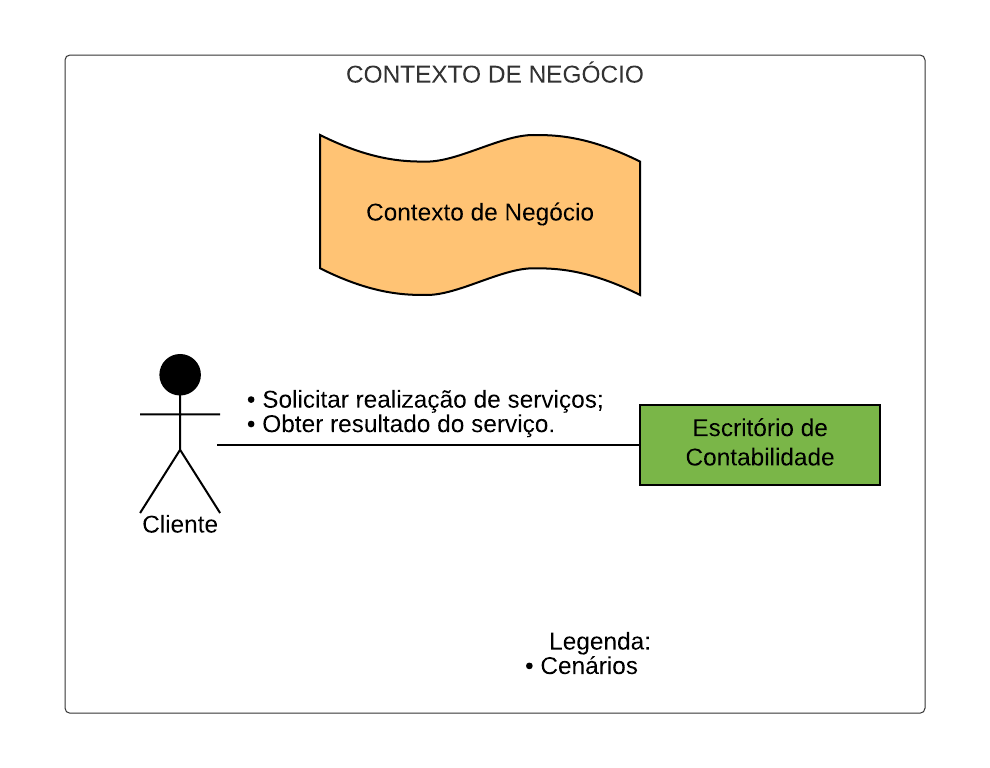 CONTEXTO DE NEGÓCIO
Contexto de Negócio
• Solicitar realização de serviços;
• Obter resultado do serviço.
Escritório de
Contabilidade
Cliente
Legenda:
• Cenários